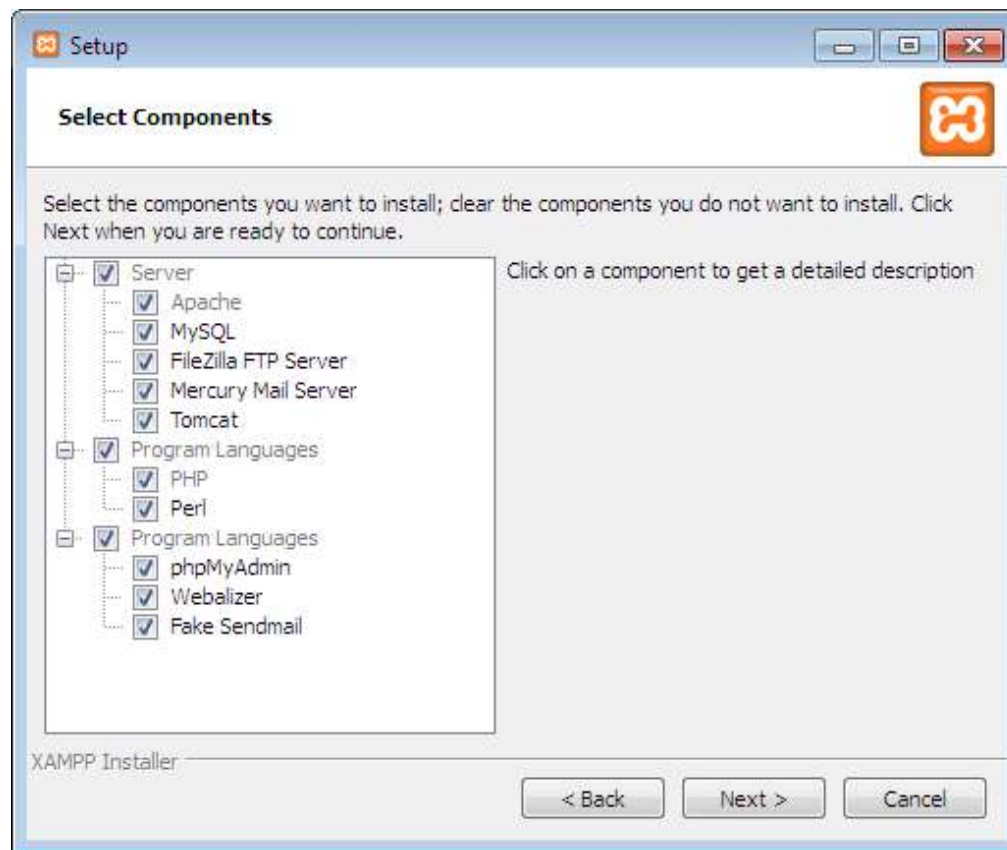 Setup
Select Components
Select the components you want to install; clear the components you do not want to install. Click
Next when you are ready to continue.
Server
Click on a component to get a detailed description
Apache
MySQL
FileZilla FTP Server
Mercury Mail Server
Tomcat
Program Languages
PHP
Perl
Program Languages
phpMyAdmin
Webalizer
Fake Sendmail
XAMPP Installer
< Back
Next >
Cancel